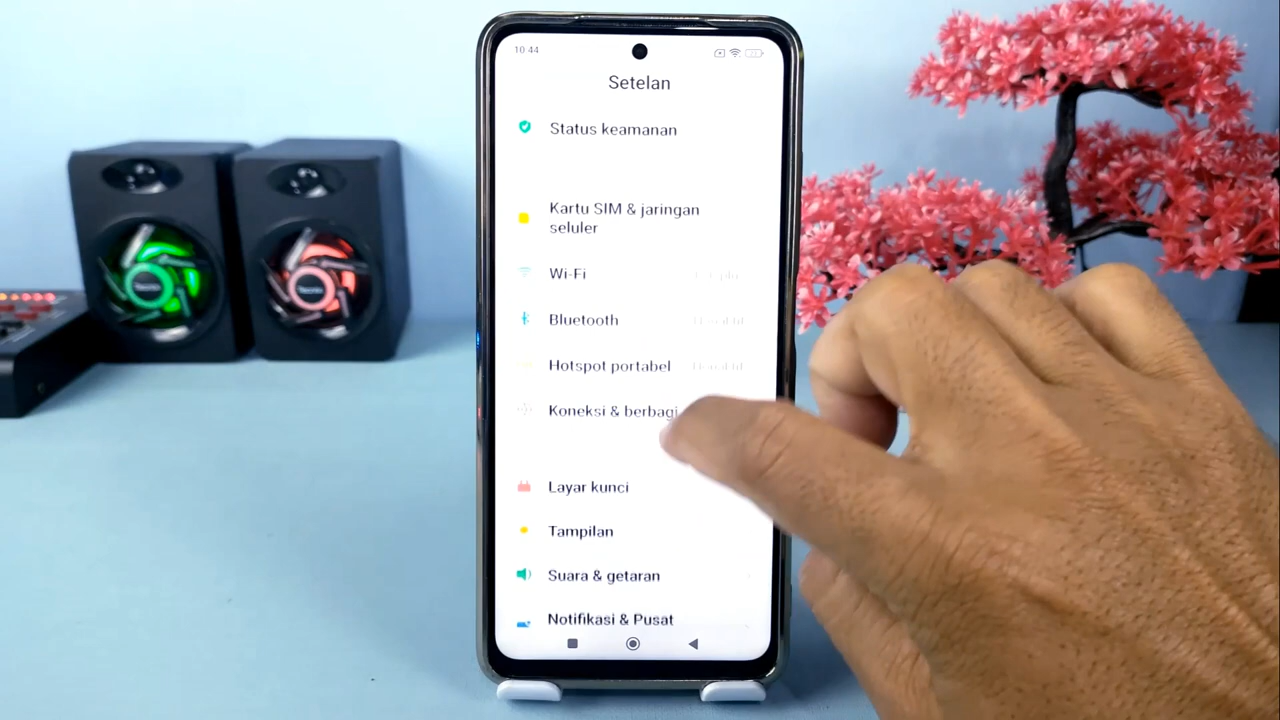 10:44
Setelan
Status keamanan
Kartu SIM & jaringan
seluler
Wi-Fi
Bluetooth
Hotspot portabel
Koneksi & berbagi
Layar kunci
Tampilan
Suara & getaran
Notifikasi & Pusat